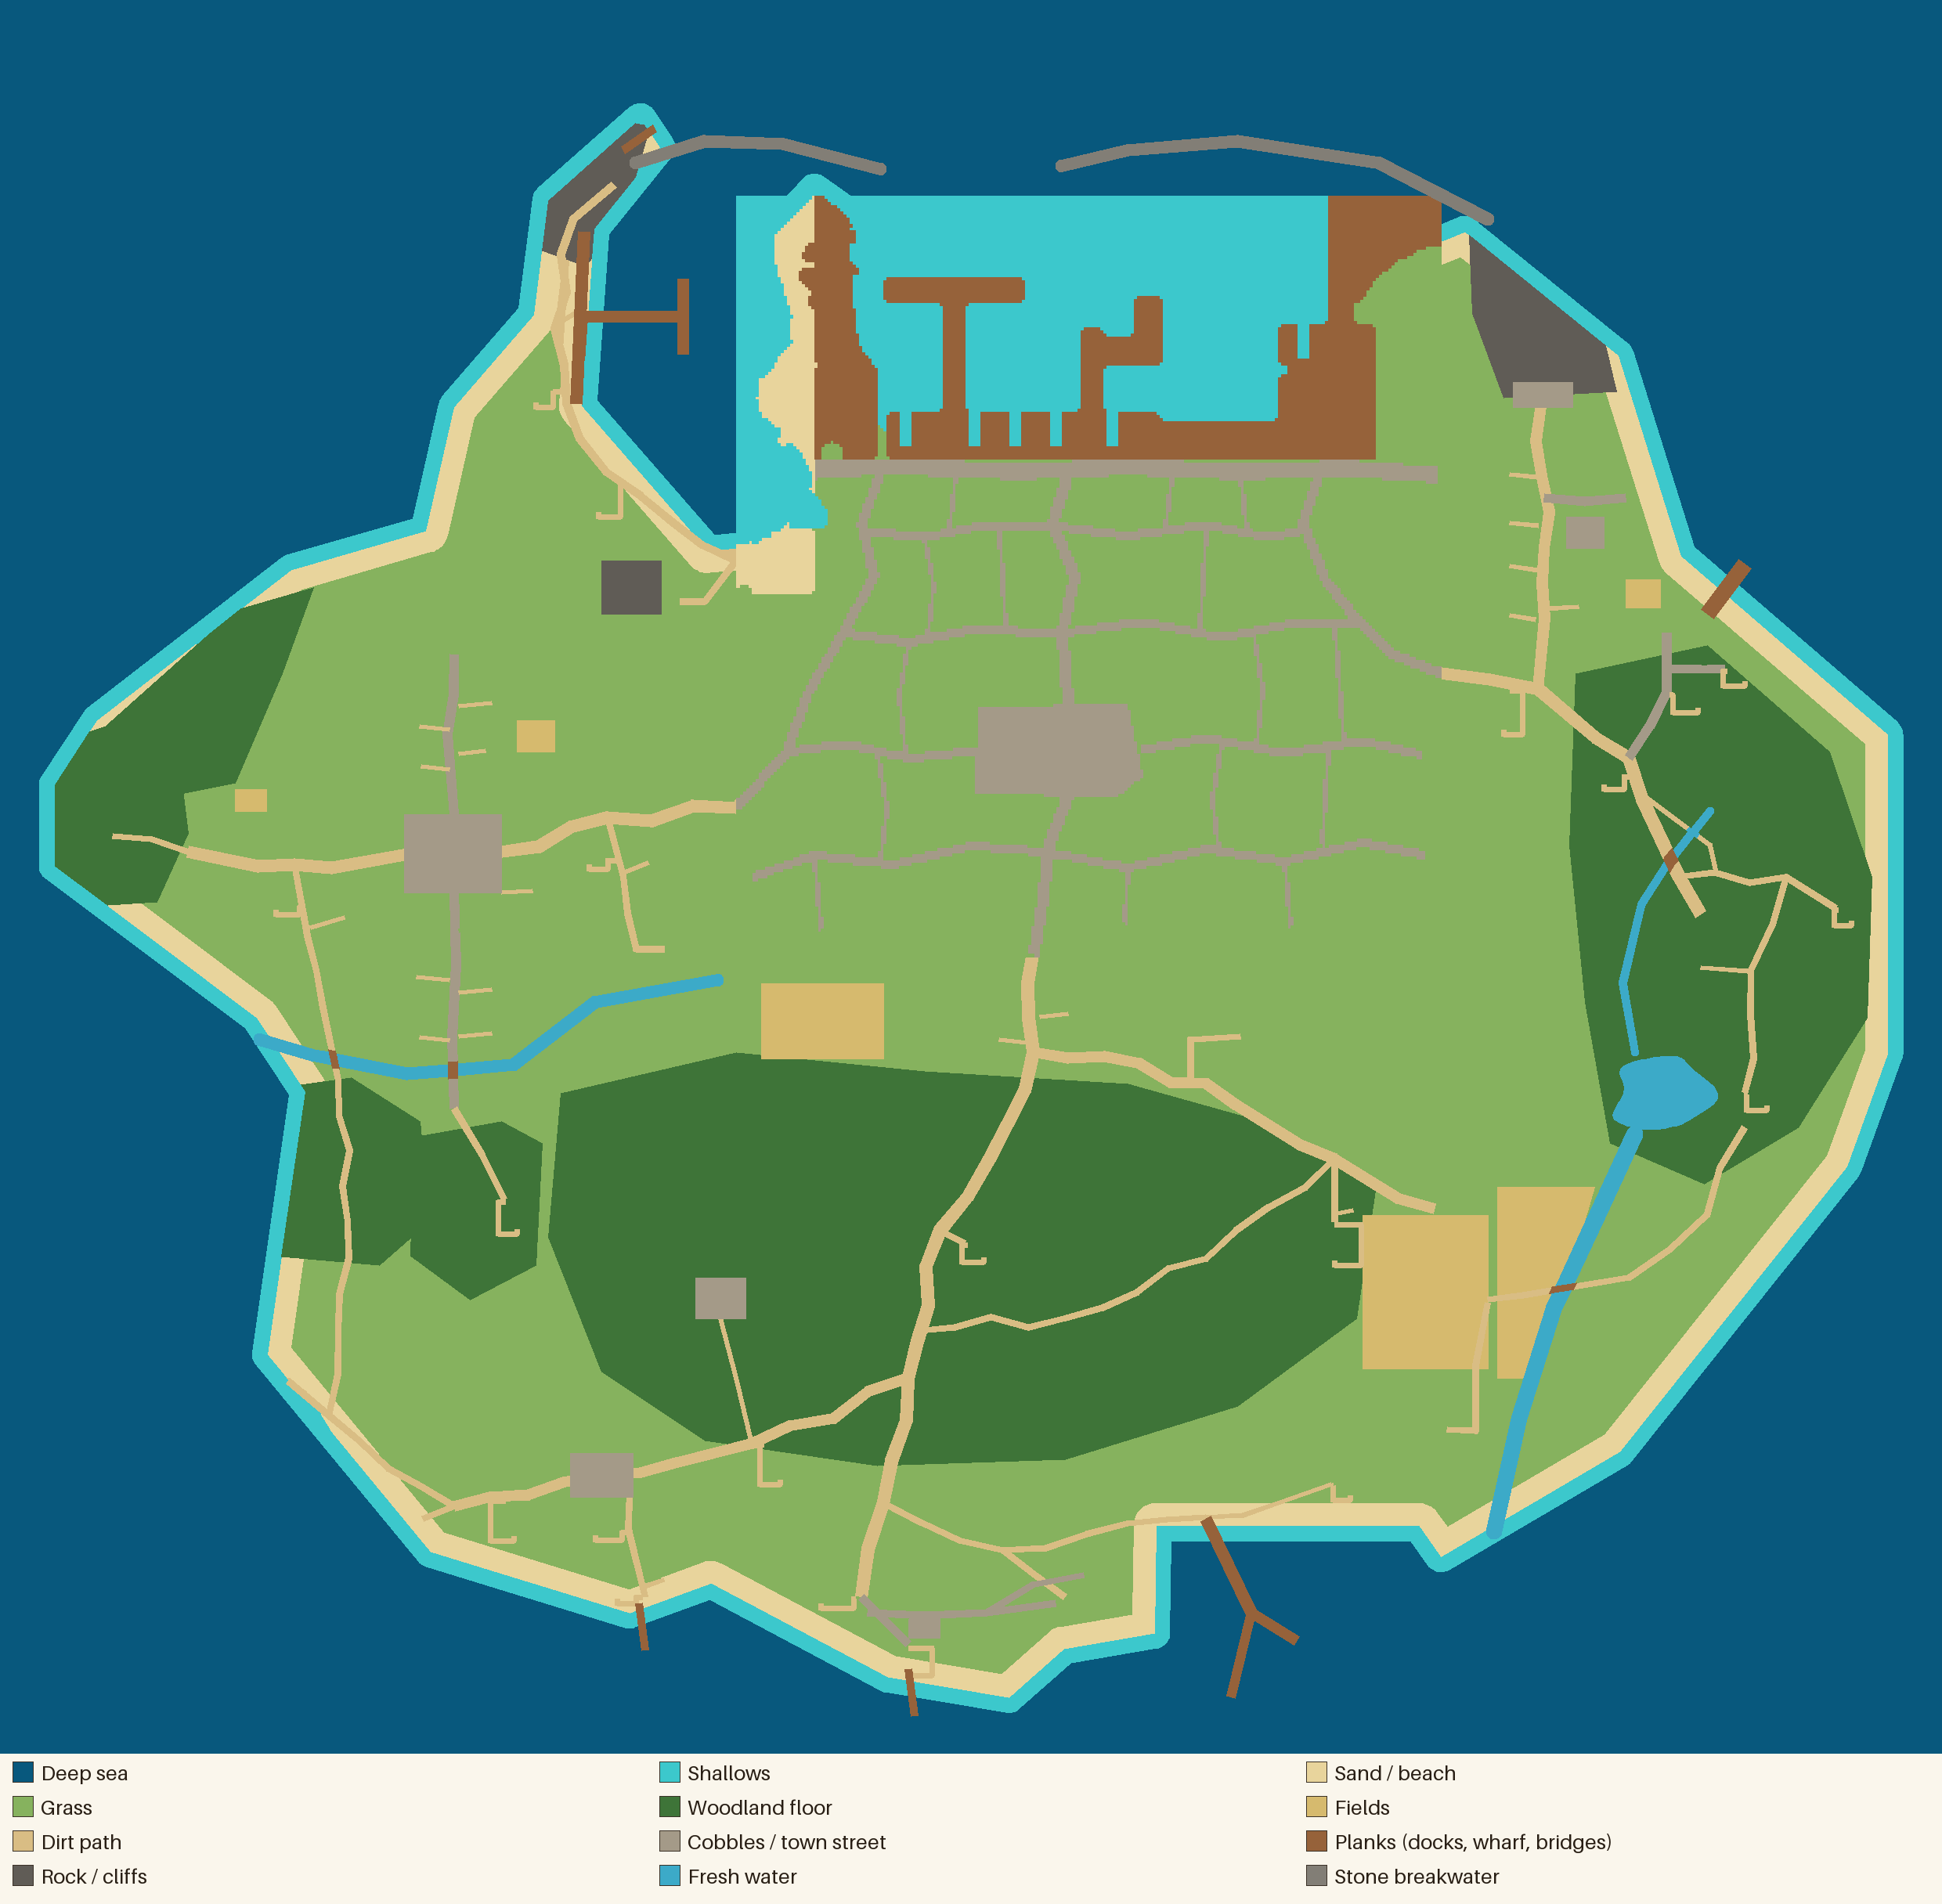 Deep sea
Shallows
Sand / beach
Grass
Woodland floor
Fields
Dirt path
Cobbles / town street
Planks (docks, wharf, bridges)
Rock / cliffs
Fresh water
Stone breakwater